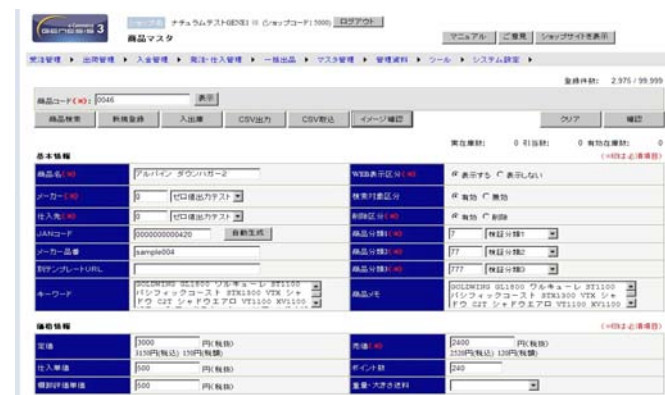 e-Commerce
GENESISS 3
ショップ名 ナチュラムテストGENE1 様 (ショップコード:5000) ログアウト
商品マスタ
マニュアル ご意見 ショップサイトを表示
受注管理 出荷管理 入金管理 発注・仕入管理 一括出品 マスタ管理 管理資料 ツール システム設定
登録件数: 2,975 / 99,999
商品コード(※): 0046 表示
商品検索 新規登録 入出庫 CSV出力 CSV取込 イメージ確認 クリア 確認
実在庫数: 0 引当数: 0 有効在庫数: 0
基本情報 (※印は必須項目)
商品名(※) アルパイン ダウンハガー2 WEB表示区分(※) 表示する 表示しない
メーカー(※) 0 ゼロ値出力テスト 検索対象区分 有効 無効
仕入先(※) 0 ゼロ値出力テスト 削除区分(※) 有効 削除
JANコード 0000000000420 自動生成 商品分類1(※) 7 検証分類1
メーカー品番 sample004 商品分類2(※) 77 検証分類2
別テンプレートURL 商品分類3(※) 777 検証分類3
キーワード 商品メモ
GOLDWING GL1800 ワルキューレ ST1100
パシフィックコースト STX1300 VTX シャ
ドウ C2T シャドウエアロ VT1100 XV1100
GOLDWING GL1800 ワルキューレ ST1100
パシフィックコースト STX1300 VTX シャ
ドウ C2T シャドウエアロ VT1100 XV1100
価格情報 (※印は必須項目)
定価 3000 円(税抜) 売価(※) 2400 円(税抜)
3150円(税込) 150円(税額) 2520円(税込) 120円(税額)
仕入単価 500 円(税抜) ポイント数 240
棚卸評価単価 500 円(税抜) 重量・大きさ送料